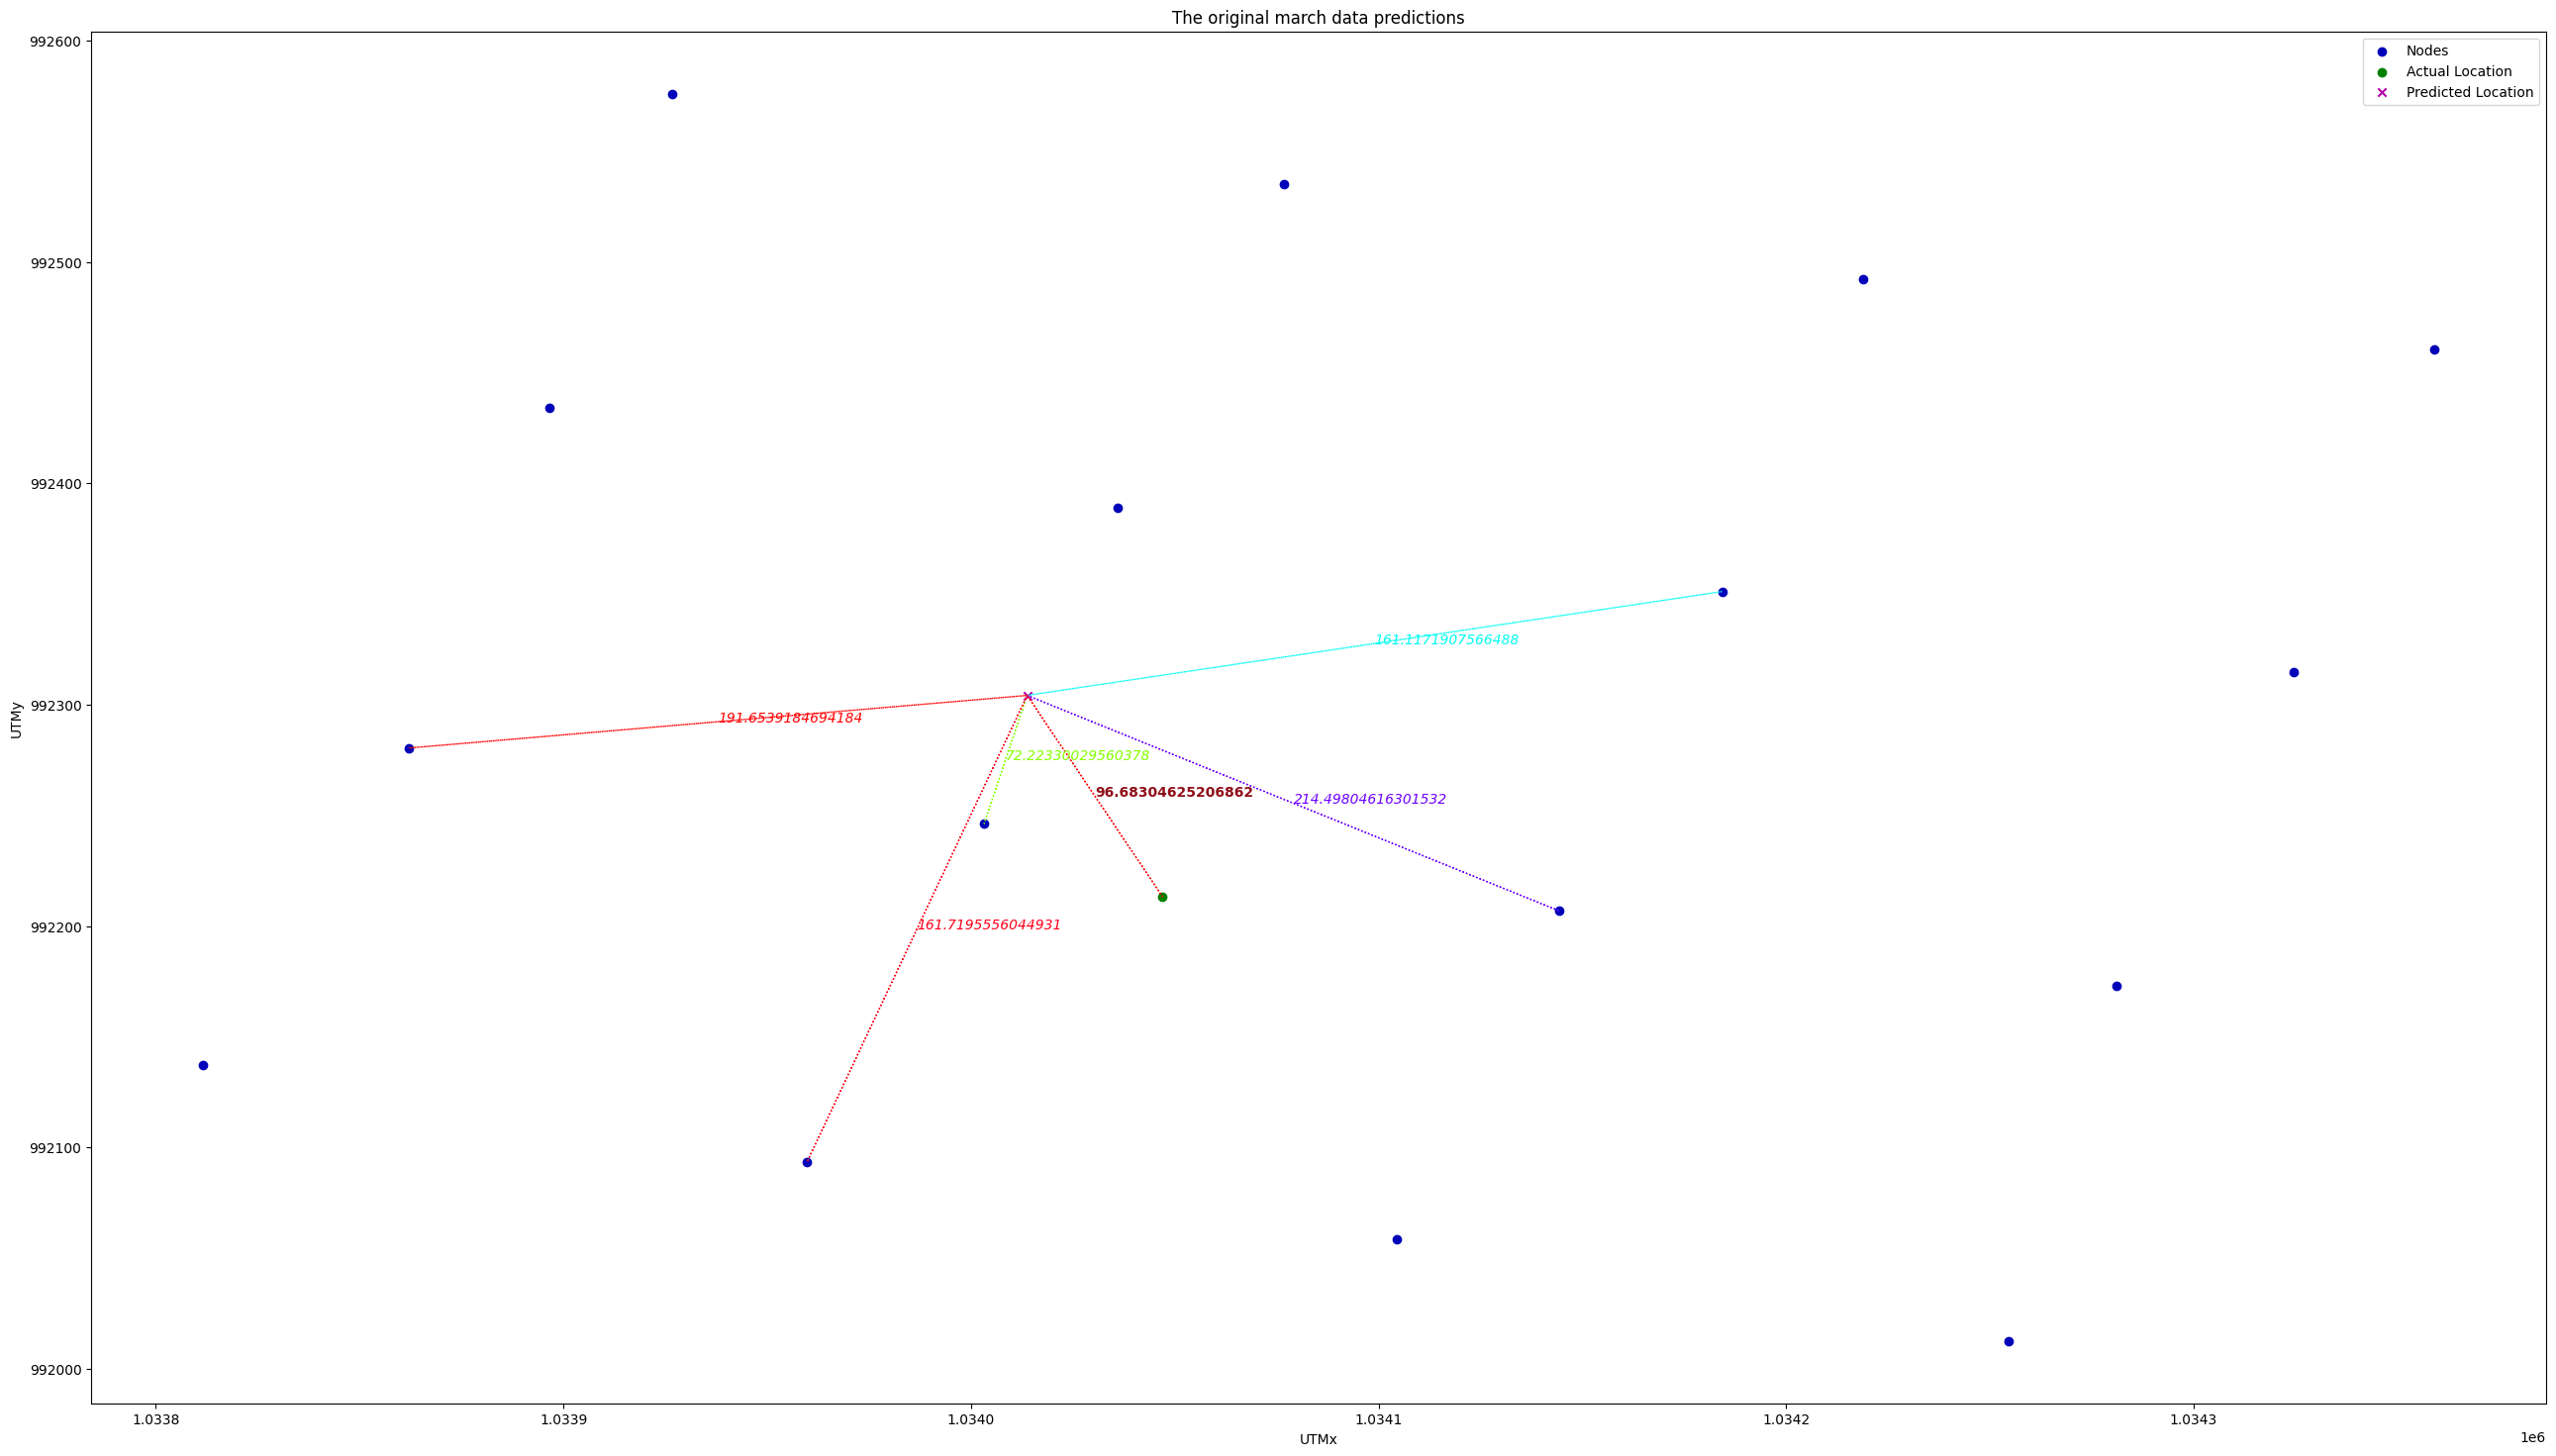 The original march data predictions
Nodes
Actual Location
Predicted Location
992600
992500
992400
992300
992200
992100
992000
UTMy
161.1171907566488
191.6539184694184
72.22330029560378
96.68304625206862
214.49804616301532
161.7195556044931
1.0338
1.0339
1.0340
1.0341
1.0342
1.0343
UTMx
1e6